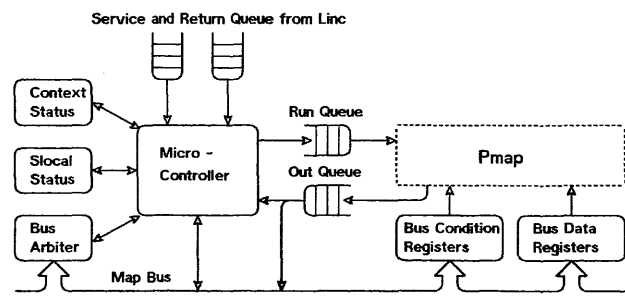 Service and Return Queue from Linc
Context
Status
Slocal
Status
Bus
Arbiter
Micro -
Controller
Run Queue
Out Queue
Pmap
Bus Condition
Registers
Bus Data
Registers
Map Bus